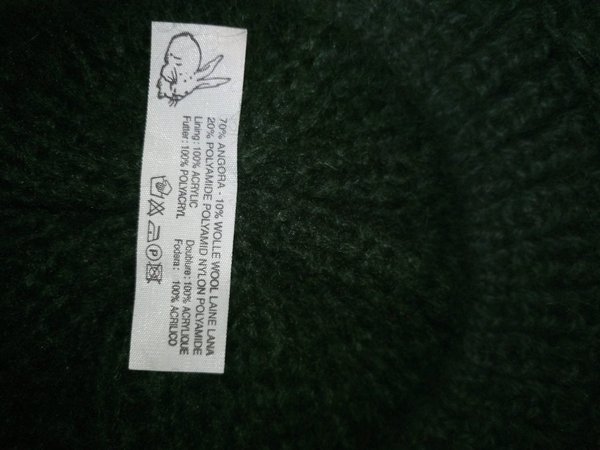 70% ANGORA - 10% WOLLE WOOL LAINE LANA
20% POLYAMIDE POLYAMID NYLON POLYAMIDE
Lining: 100% ACRYLIC Doublure: 100% ACRYLIQUE
Futter: 100% POLYACRYL Fodera: 100% ACRILICO
P